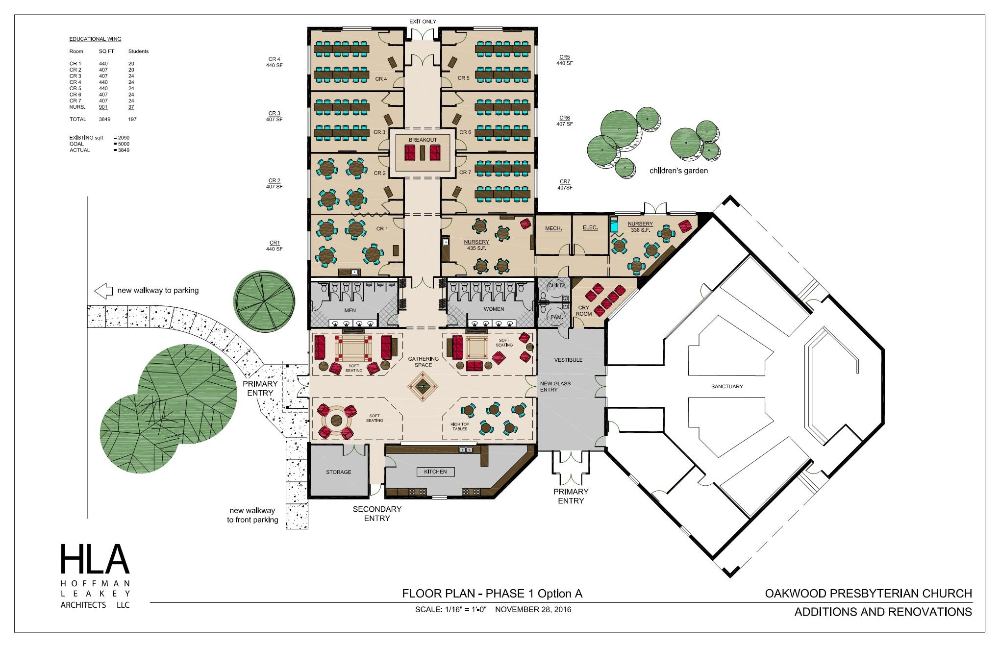 EXIT ONLY
EDUCATIONAL WING
Room SQ FT Students
CR 1 440 20
CR 2 407 20
CR 3 407 24
CR 4 440 24
CR 5 440 24
CR 6 407 24
CR 7 407 24
NURS. 901 37
TOTAL 3849 197
EXISTING sqft = 2090
GOAL = 5000
ACTUAL = 3849
CR 4
440 SF
CR 3
407 SF
CR 2
407 SF
CR1
440 SF
CR5
440 SF
CR6
407 SF
CR7
407SF
CR 4
CR 5
CR 3
CR 6
BREAKOUT
CR 2
CR 7
CR 1
children's garden
NURSERY
435 S.F.
MECH.
ELEC.
NURSERY
336 S.F.
new walkway to parking
MEN
WOMEN
CHILD
FAM.
CRY
ROOM
SOFT
SEATING
SOFT
SEATING
GATHERING
SPACE
VESTIBULE
NEW GLASS
ENTRY
SANCTUARY
PRIMARY
ENTRY
SOFT
SEATING
HIGH TOP
TABLES
STORAGE
KITCHEN
PRIMARY
ENTRY
SECONDARY
ENTRY
new walkway
to front parking
HLA
HOFFMAN
LEAKEY
ARCHITECTS LLC
FLOOR PLAN - PHASE 1 Option A
SCALE: 1/16" = 1'-0" NOVEMBER 28, 2016
OAKWOOD PRESBYTERIAN CHURCH
ADDITIONS AND RENOVATIONS